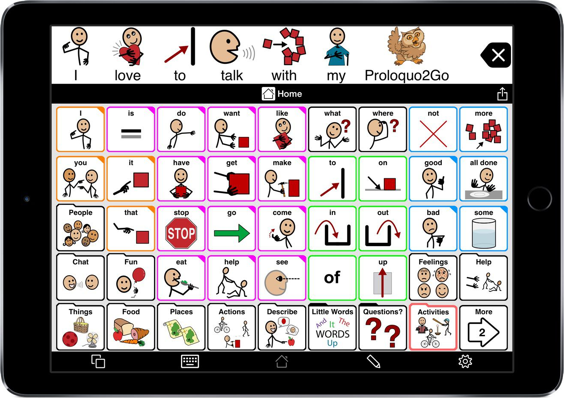 I love to talk with my Proloquo2Go
Home
I is do want like what where not more
you it have get make to on good all done
People that stop go come in out bad some
STOP
Chat Fun eat help see of up Feelings Help
Things Food Places Actions Describe Little Words Questions? Activities More
And The
It
WORDS
Up
2